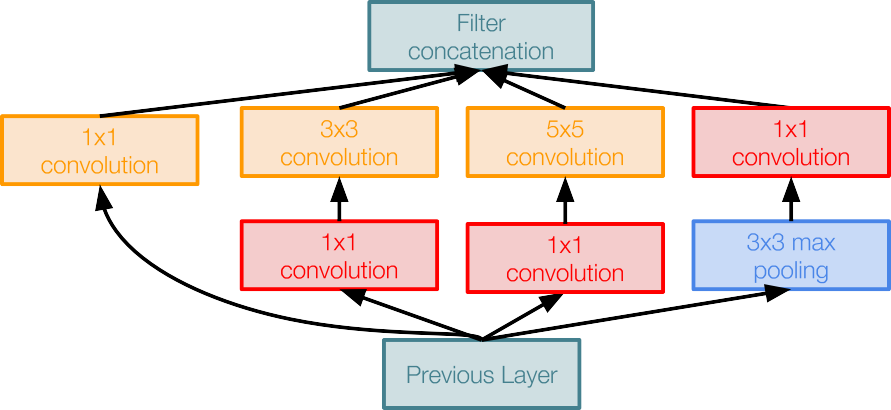 Filter
concatenation
1x1
convolution
3x3
convolution
5x5
convolution
1x1
convolution
1x1
convolution
1x1
convolution
3x3 max
pooling
Previous Layer